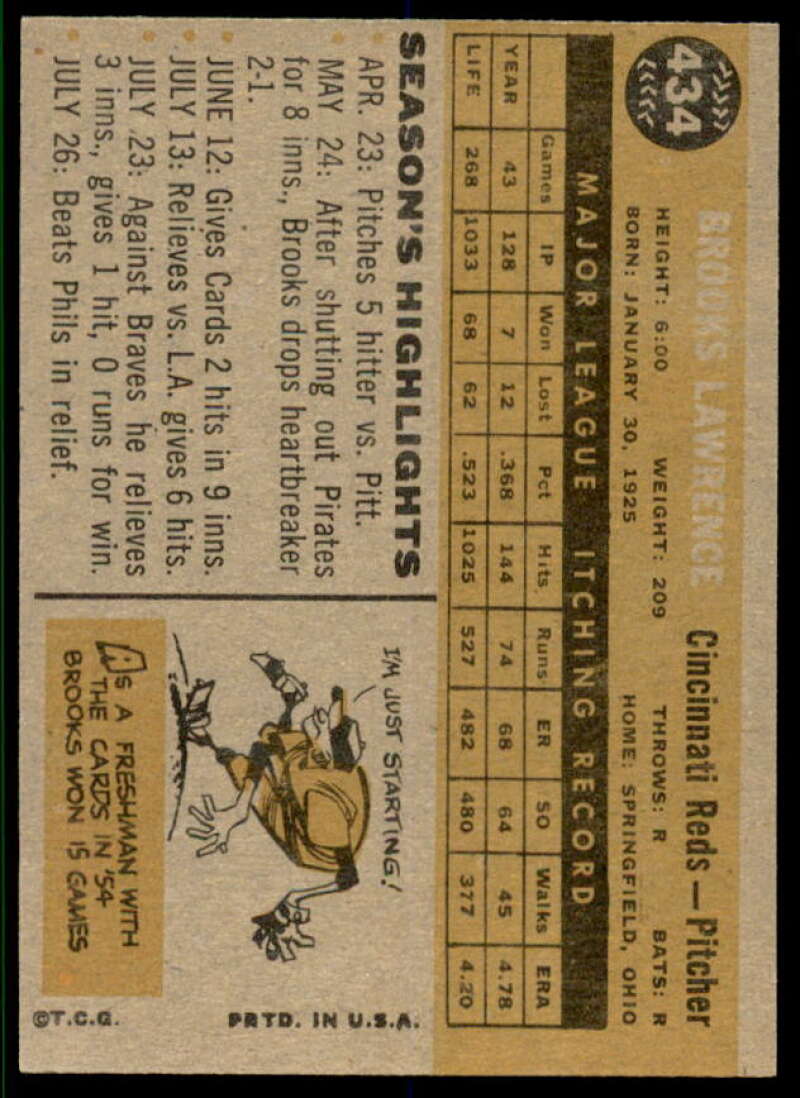 434
BROOKS LAWRENCE Cincinnati Reds — Pitcher
HEIGHT: 6:00 WEIGHT: 209 THROWS: R BATS: R
BORN: JANUARY 30, 1925 HOME: SPRINGFIELD, OHIO
MAJOR LEAGUE ITCHING RECORD
Games IP Won Lost Pct Hits Runs ER SO Walks ERA
YEAR 43 128 7 12 .368 144 74 68 64 45 4.78
LIFE 268 1033 68 62 .523 1025 527 482 480 377 4.20
SEASON'S HIGHLIGHTS
APR. 23: Pitches 5 hitter vs. Pitt.
MAY 24: After shutting out Pirates
for 8 inns., Brooks drops heartbreaker
2-1.
JUNE 12: Gives Cards 2 hits in 9 inns.
JULY 13: Relieves vs. L.A. gives 6 hits.
JULY 23: Against Braves he relieves
3 inns., gives 1 hit, 0 runs for win.
JULY 26: Beats Phils in relief.
I'M JUST STARTING!
AS A FRESHMAN WITH
THE CARDS IN '54
BROOKS WON 15 GAMES
©T.C.G. PRTD. IN U.S.A.